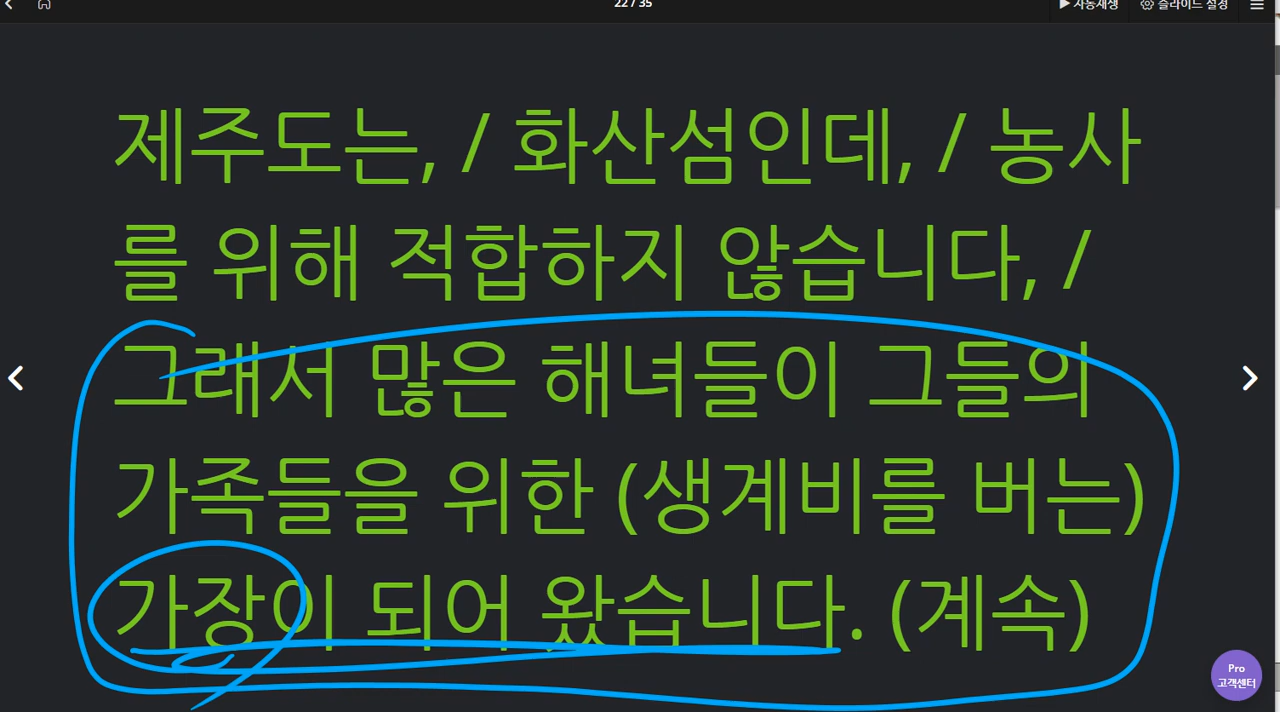 22 / 35
▶ 자동재생
슬라이드 설정
제주도는, / 화산섬인데, / 농사
를 위해 적합하지 않습니다, /
그래서 많은 해녀들이 그들의
가족들을 위한 (생계비를 버는)
가장이 되어 왔습니다. (계속)
Pro
고객센터